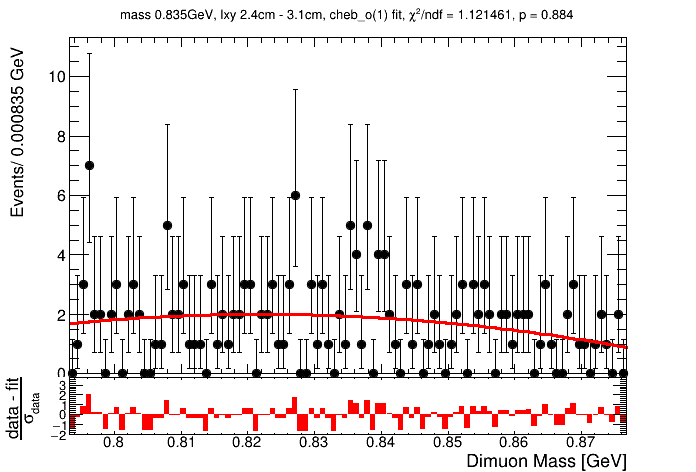 mass 0.835GeV, lxy 2.4cm - 3.1cm, cheb_o(1) fit, χ²/ndf = 1.121461, p = 0.884
Events/ 0.000835 GeV
10
8
6
4
2
0
data - fit
σdata
3
2
1
0
−1
−2
0.8 0.81 0.82 0.83 0.84 0.85 0.86 0.87
Dimuon Mass [GeV]